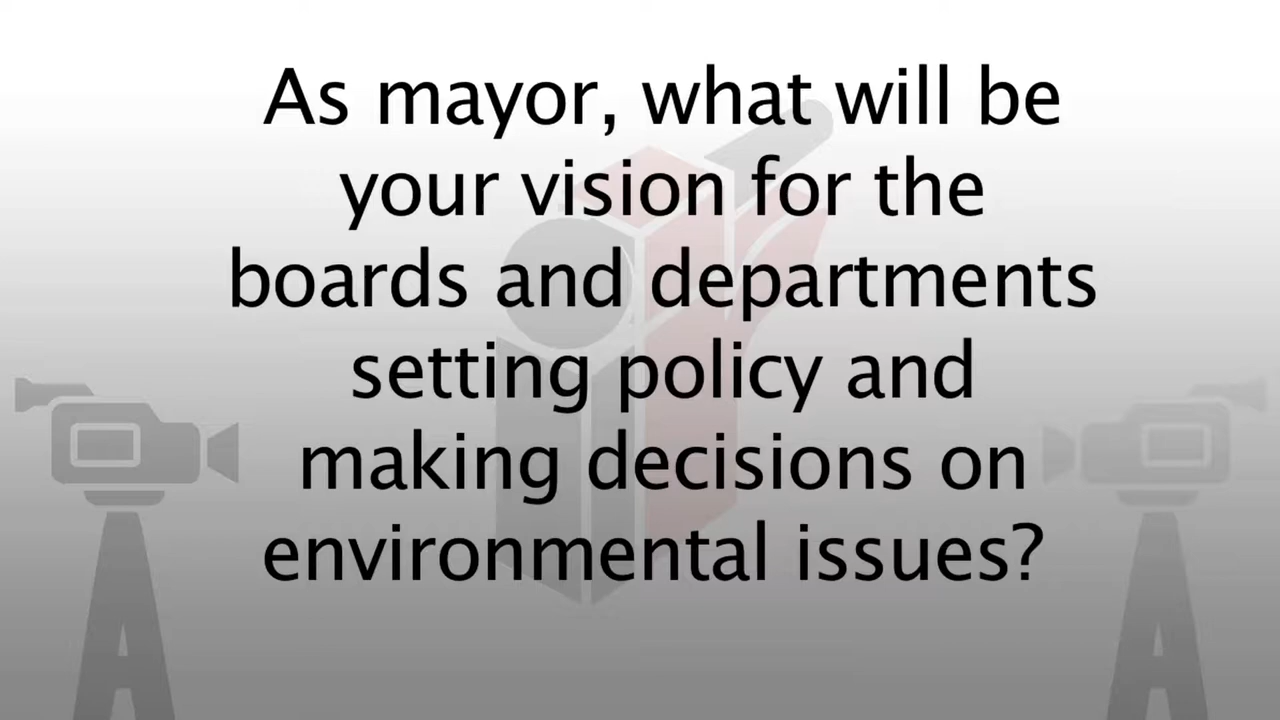 As mayor, what will be
your vision for the
boards and departments
setting policy and
making decisions on
environmental issues?